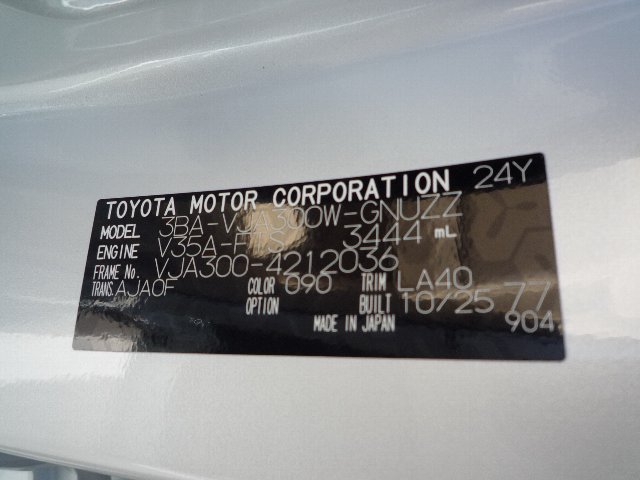 TOYOTA MOTOR CORPORATION 24Y
MODEL 3BA-VJA300W-GNUZZ
ENGINE V35A-FTS 3444 mL
FRAME No. VJA300-4212036
TRANS. AJA0F COLOR 090 TRIM LA40
OPTION BUILT 10/25 77
MADE IN JAPAN 904